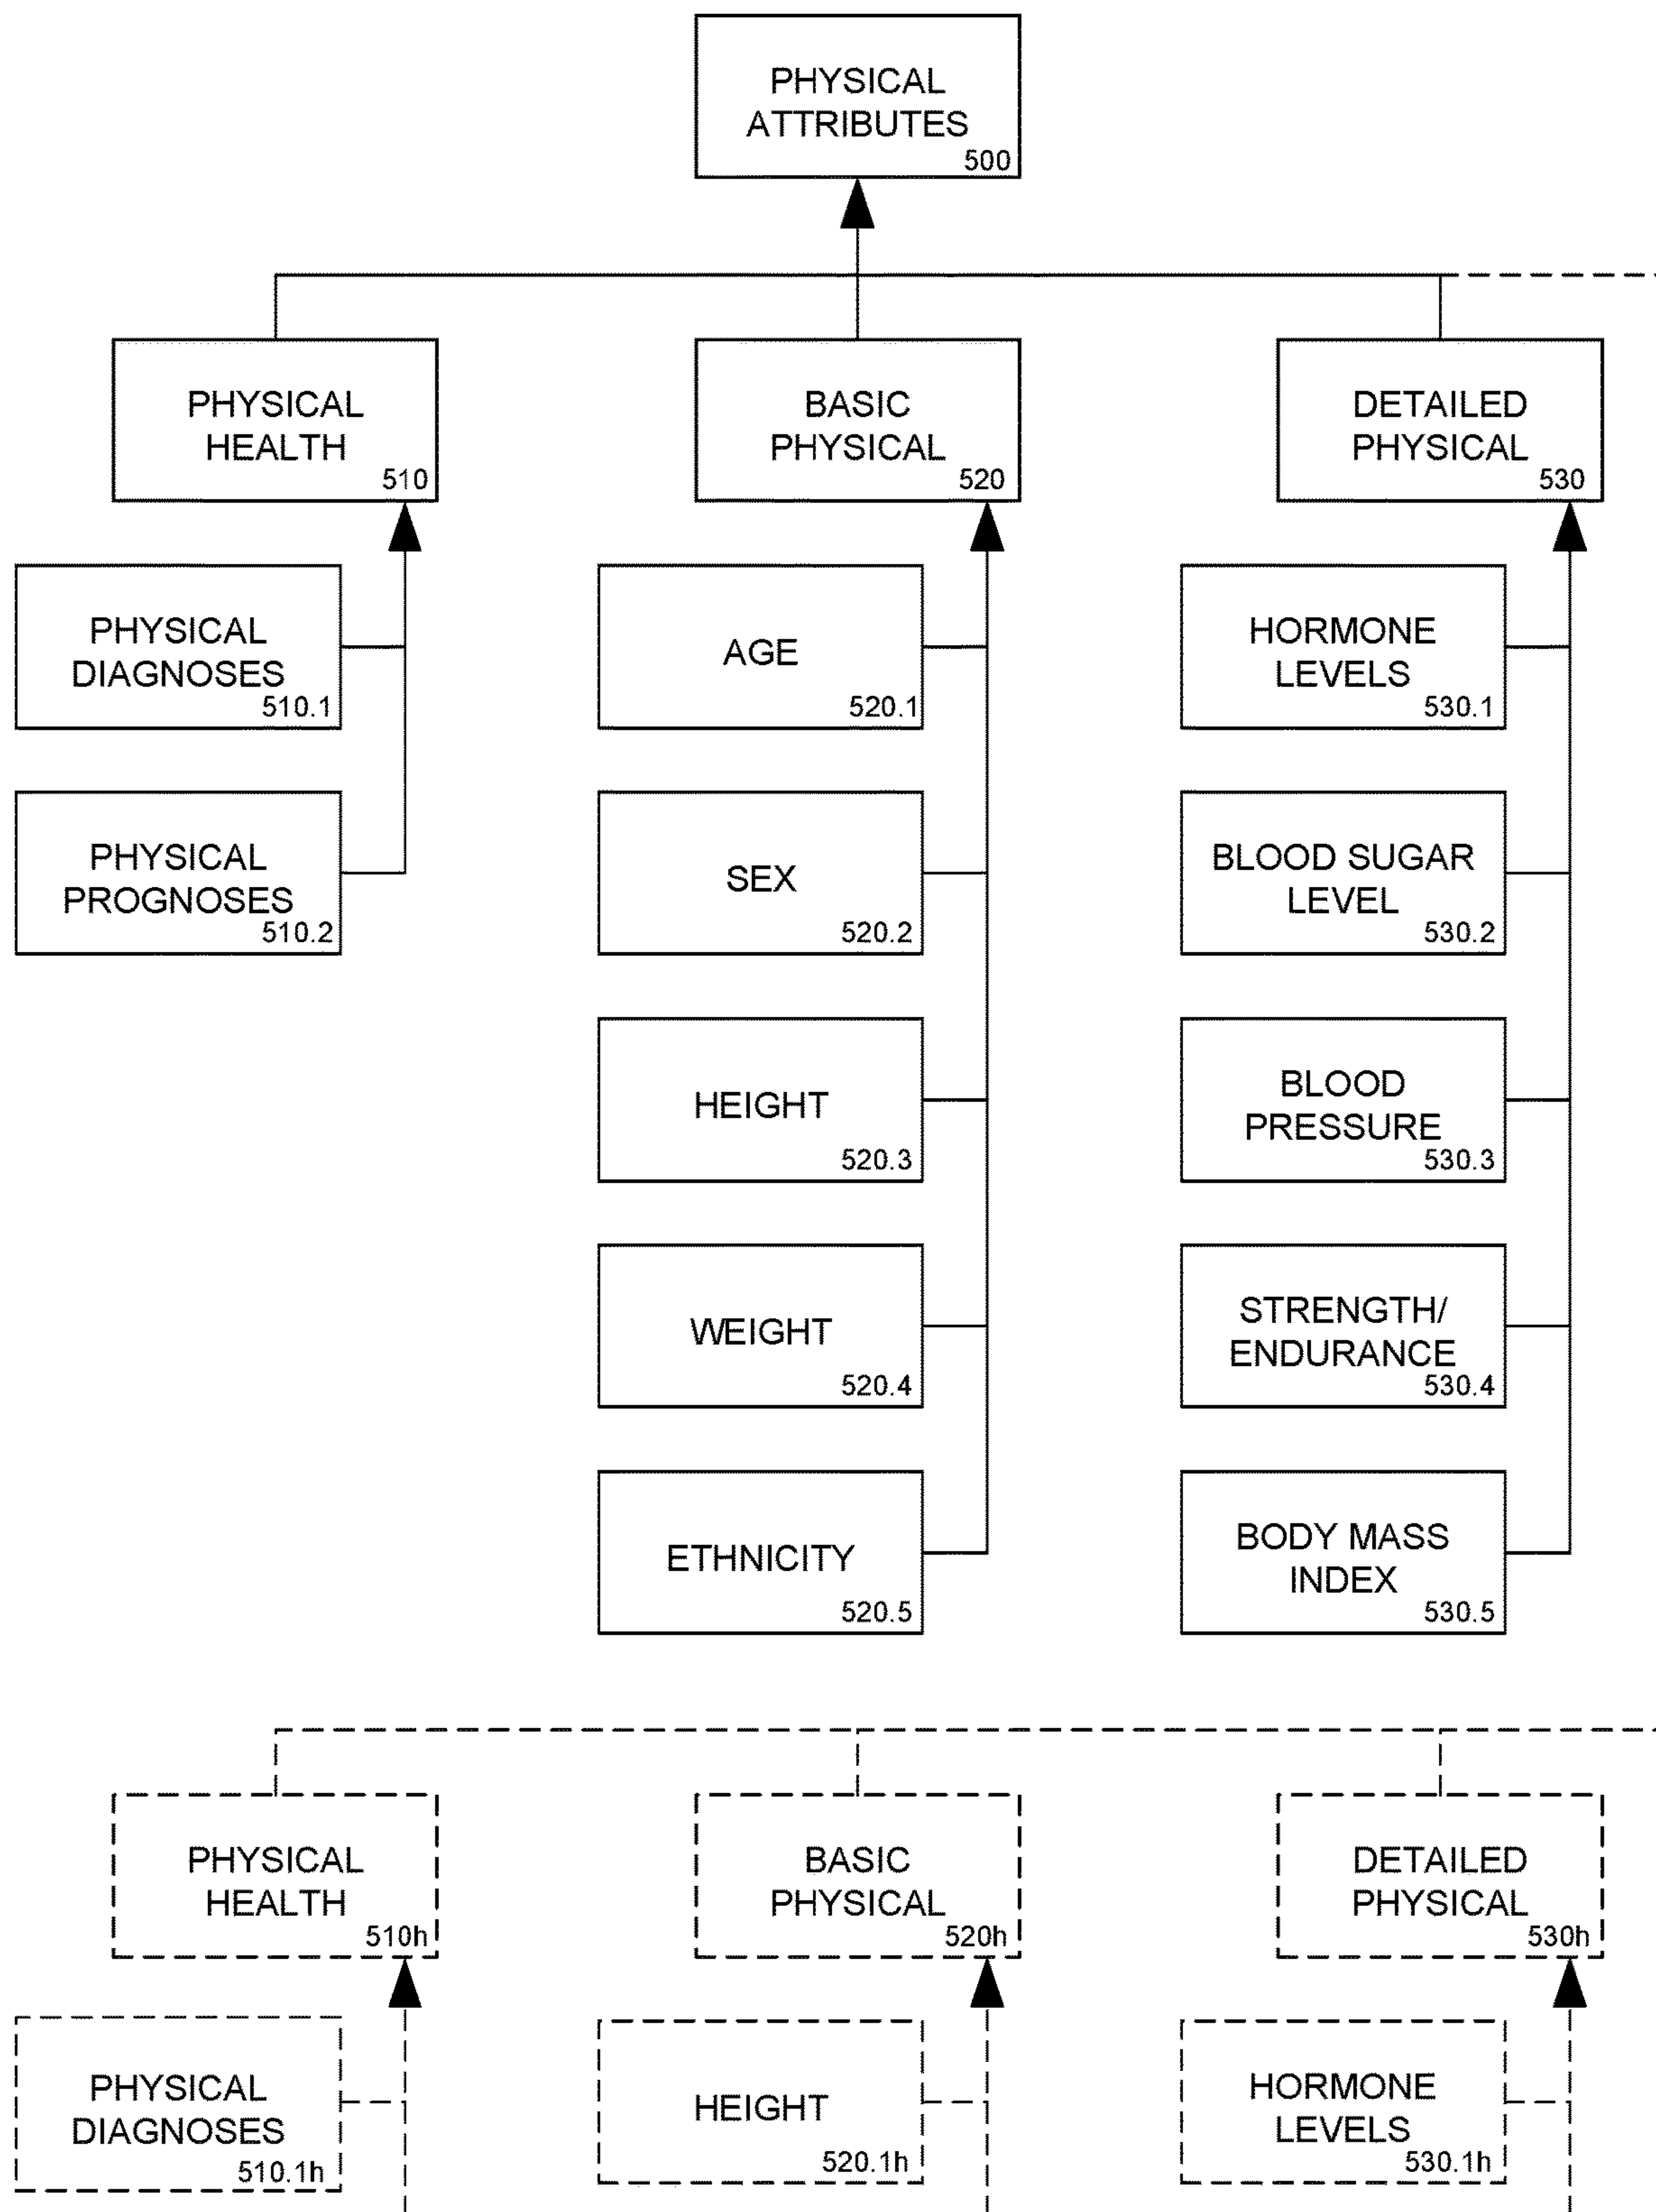 PHYSICAL
ATTRIBUTES
500
PHYSICAL
HEALTH
510
BASIC
PHYSICAL
520
DETAILED
PHYSICAL
530
PHYSICAL
DIAGNOSES
510.1
AGE
520.1
HORMONE
LEVELS
530.1
PHYSICAL
PROGNOSES
510.2
SEX
520.2
BLOOD SUGAR
LEVEL
530.2
HEIGHT
520.3
BLOOD
PRESSURE
530.3
WEIGHT
520.4
STRENGTH/
ENDURANCE
530.4
ETHNICITY
520.5
BODY MASS
INDEX
530.5
PHYSICAL
HEALTH
510h
BASIC
PHYSICAL
520h
DETAILED
PHYSICAL
530h
PHYSICAL
DIAGNOSES
510.1h
HEIGHT
520.1h
HORMONE
LEVELS
530.1h